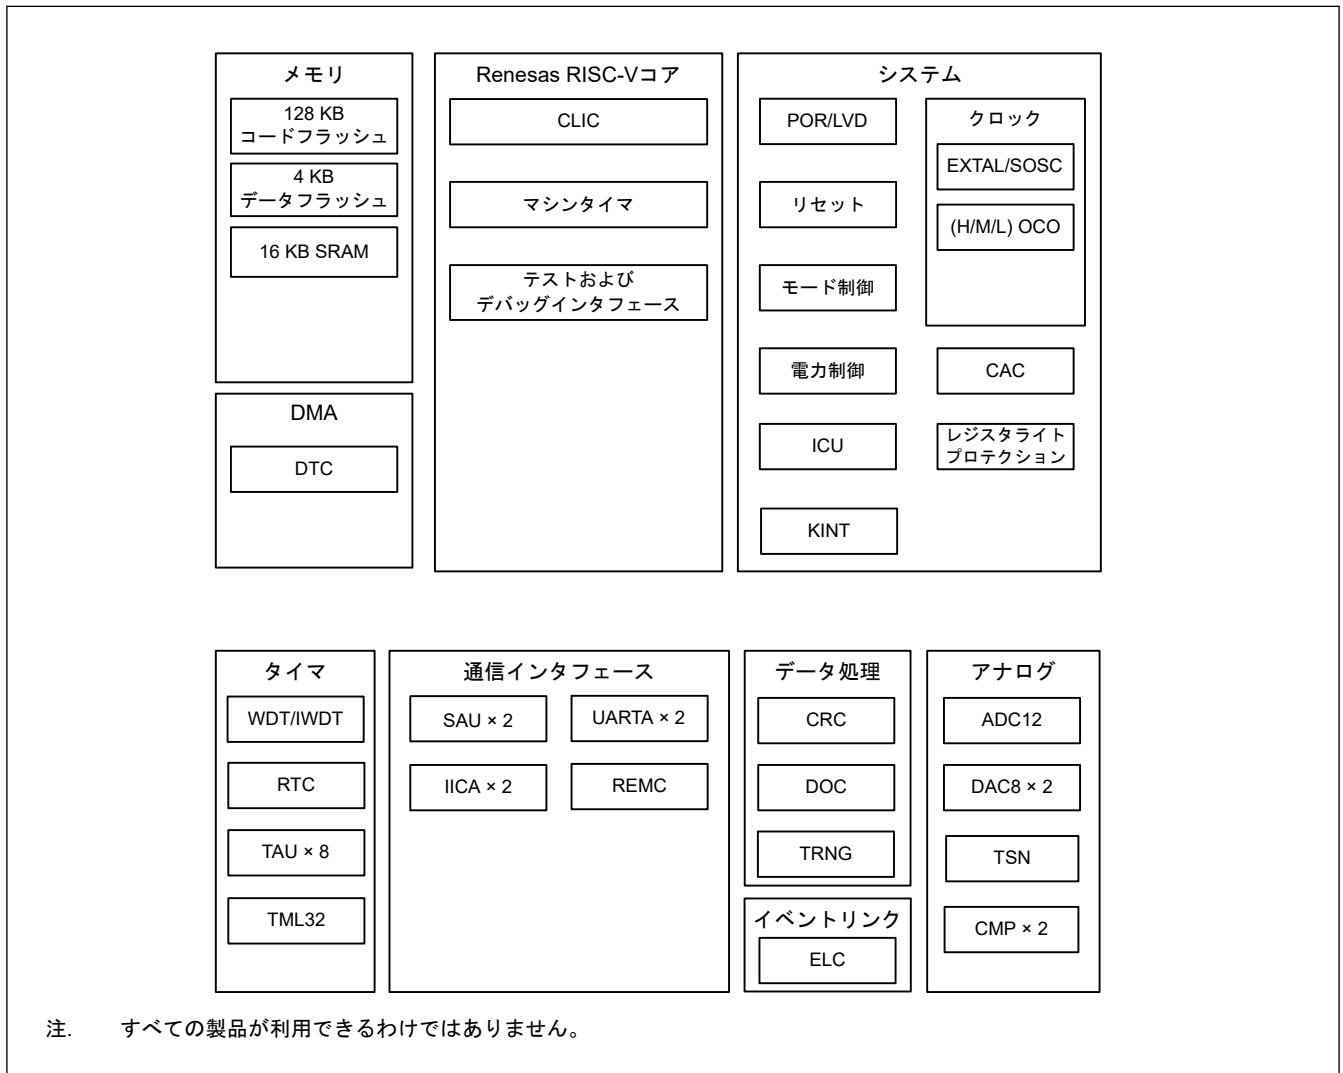 メモリ
128 KB
コードフラッシュ
4 KB
データフラッシュ
16 KB SRAM
DMA
DTC
Renesas RISC-Vコア
CLIC
マシンタイマ
テストおよび
デバッグインタフェース
システム
POR/LVD
リセット
モード制御
電力制御
ICU
KINT
クロック
EXTAL/SOSC
(H/M/L) OCO
CAC
レジスタライト
プロテクション
タイマ
WDT/IWDT
RTC
TAU × 8
TML32
通信インタフェース
SAU × 2
UARTA × 2
IICA × 2
REMC
データ処理
CRC
DOC
TRNG
イベントリンク
ELC
アナログ
ADC12
DAC8 × 2
TSN
CMP × 2
注. すべての製品が利用できるわけではありません。